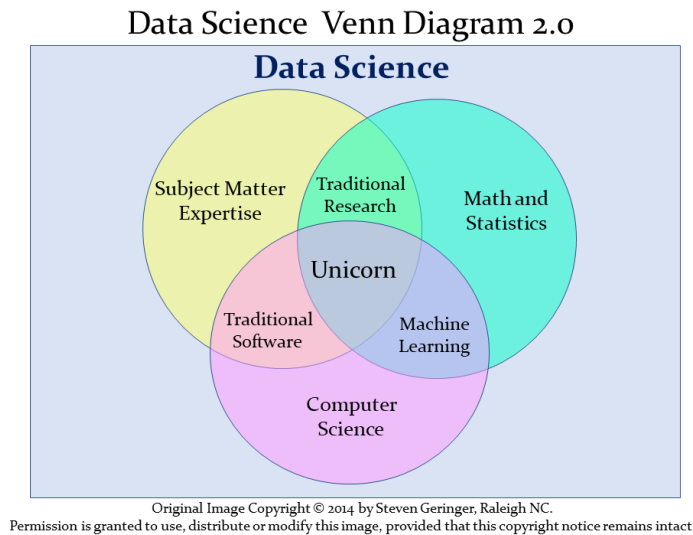 Data Science Venn Diagram 2.0
Data Science
Subject Matter
Expertise
Traditional
Research
Math and
Statistics
Unicorn
Traditional
Software
Machine
Learning
Computer
Science
Original Image Copyright © 2014 by Steven Geringer, Raleigh NC.
Permission is granted to use, distribute or modify this image, provided that this copyright notice remains intact